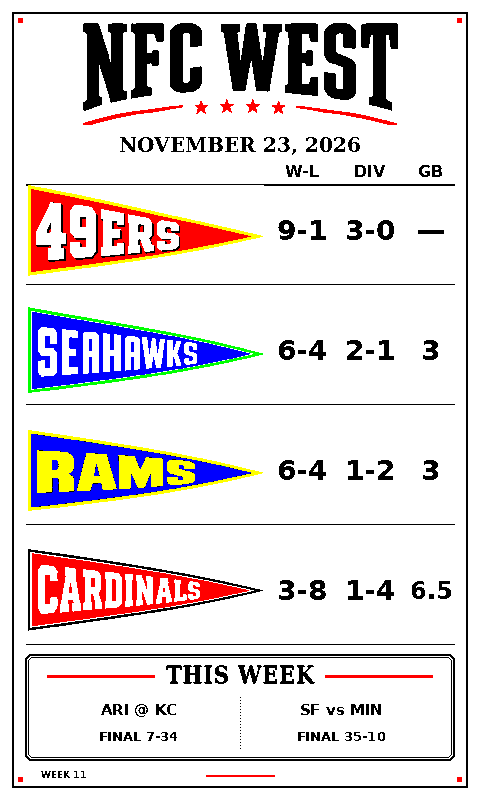 NFC WEST
NOVEMBER 23, 2026
W-L DIV GB
49ERS 9-1 3-0 —
SEAHAWKS 6-4 2-1 3
RAMS 6-4 1-2 3
CARDINALS 3-8 1-4 6.5
THIS WEEK
ARI @ KC SF vs MIN
FINAL 7-34 FINAL 35-10
WEEK 11